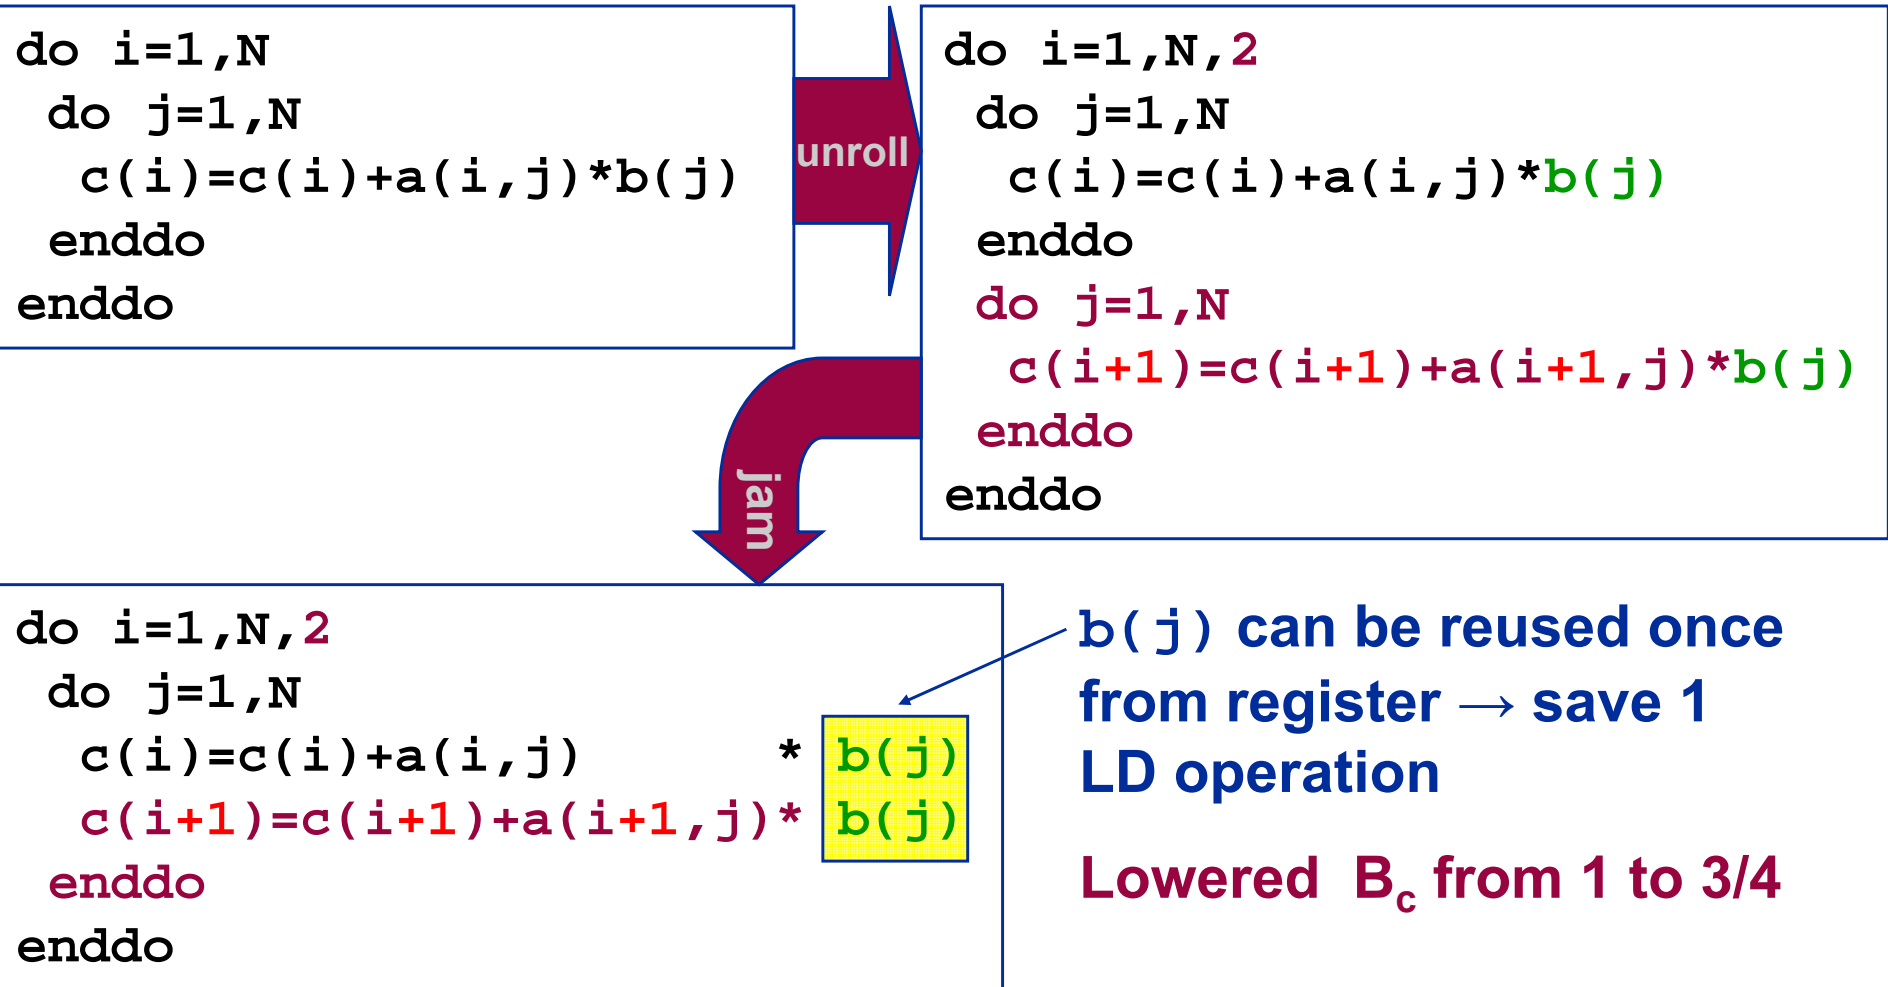 do i=1,N
 do j=1,N
  c(i)=c(i)+a(i,j)*b(j)
 enddo
enddo
unroll
do i=1,N,2
 do j=1,N
  c(i)=c(i)+a(i,j)*b(j)
 enddo
 do j=1,N
  c(i+1)=c(i+1)+a(i+1,j)*b(j)
 enddo
enddo
jam
do i=1,N,2
 do j=1,N
  c(i)=c(i)+a(i,j)      * b(j)
  c(i+1)=c(i+1)+a(i+1,j)* b(j)
 enddo
enddo
b(j) can be reused once
from register → save 1
LD operation
Lowered Bc from 1 to 3/4